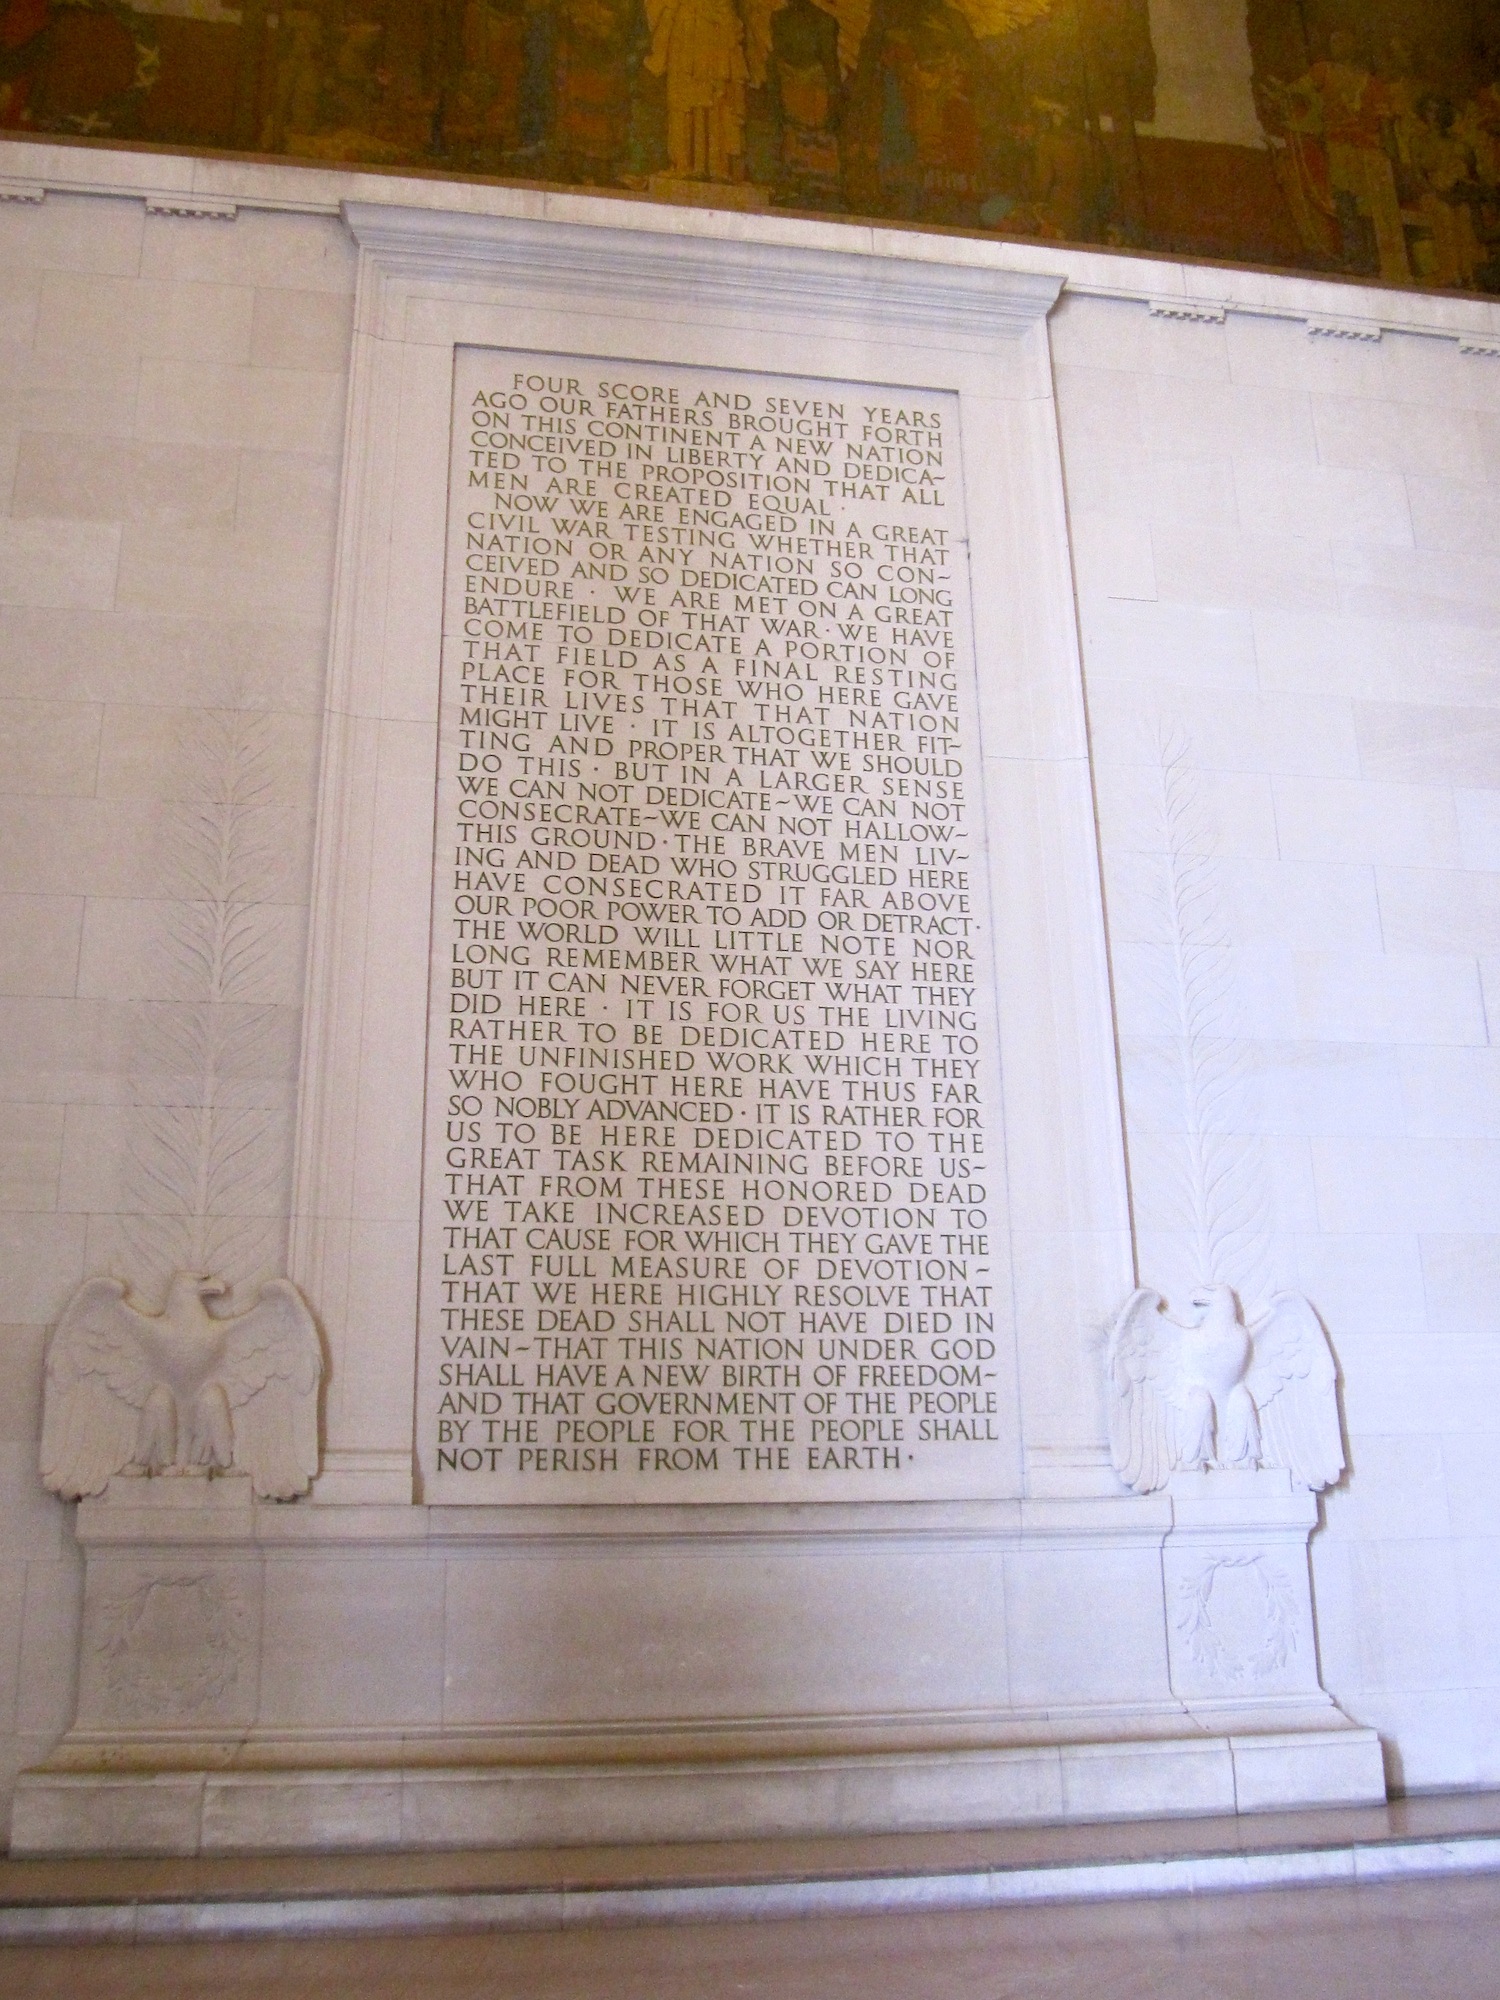 FOUR SCORE AND SEVEN YEARS
AGO OUR FATHERS BROUGHT FORTH
ON THIS CONTINENT A NEW NATION
CONCEIVED IN LIBERTY AND DEDICA~
TED TO THE PROPOSITION THAT ALL
MEN ARE CREATED EQUAL ·
NOW WE ARE ENGAGED IN A GREAT
CIVIL WAR TESTING WHETHER THAT
NATION OR ANY NATION SO CON~
CEIVED AND SO DEDICATED CAN LONG
ENDURE · WE ARE MET ON A GREAT
BATTLEFIELD OF THAT WAR · WE HAVE
COME TO DEDICATE A PORTION OF
THAT FIELD AS A FINAL RESTING
PLACE FOR THOSE WHO HERE GAVE
THEIR LIVES THAT THAT NATION
MIGHT LIVE · IT IS ALTOGETHER FIT~
TING AND PROPER THAT WE SHOULD
DO THIS · BUT IN A LARGER SENSE
WE CAN NOT DEDICATE~WE CAN NOT
CONSECRATE~WE CAN NOT HALLOW~
THIS GROUND · THE BRAVE MEN LIV~
ING AND DEAD WHO STRUGGLED HERE
HAVE CONSECRATED IT FAR ABOVE
OUR POOR POWER TO ADD OR DETRACT ·
THE WORLD WILL LITTLE NOTE NOR
LONG REMEMBER WHAT WE SAY HERE
BUT IT CAN NEVER FORGET WHAT THEY
DID HERE · IT IS FOR US THE LIVING
RATHER TO BE DEDICATED HERE TO
THE UNFINISHED WORK WHICH THEY
WHO FOUGHT HERE HAVE THUS FAR
SO NOBLY ADVANCED · IT IS RATHER FOR
US TO BE HERE DEDICATED TO THE
GREAT TASK REMAINING BEFORE US~
THAT FROM THESE HONORED DEAD
WE TAKE INCREASED DEVOTION TO
THAT CAUSE FOR WHICH THEY GAVE THE
LAST FULL MEASURE OF DEVOTION~
THAT WE HERE HIGHLY RESOLVE THAT
THESE DEAD SHALL NOT HAVE DIED IN
VAIN~THAT THIS NATION UNDER GOD
SHALL HAVE A NEW BIRTH OF FREEDOM~
AND THAT GOVERNMENT OF THE PEOPLE
BY THE PEOPLE FOR THE PEOPLE SHALL
NOT PERISH FROM THE EARTH ·